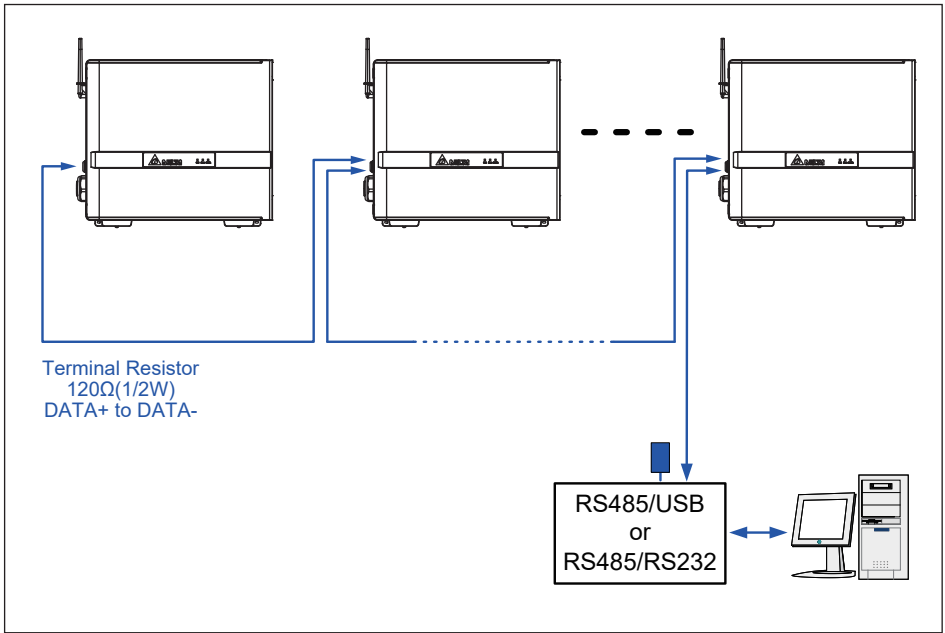 Terminal Resistor
120Ω(1/2W)
DATA+ to DATA-
RS485/USB
or
RS485/RS232